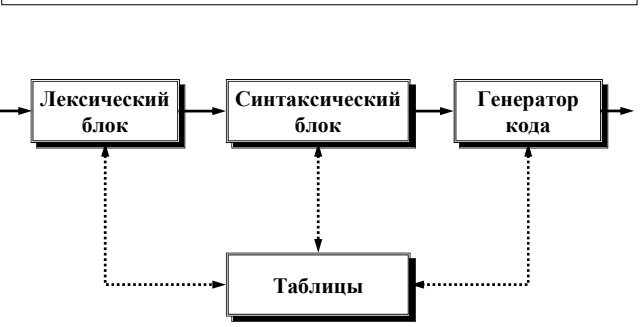 Лексический
блок
Синтаксический
блок
Генератор
кода
Таблицы